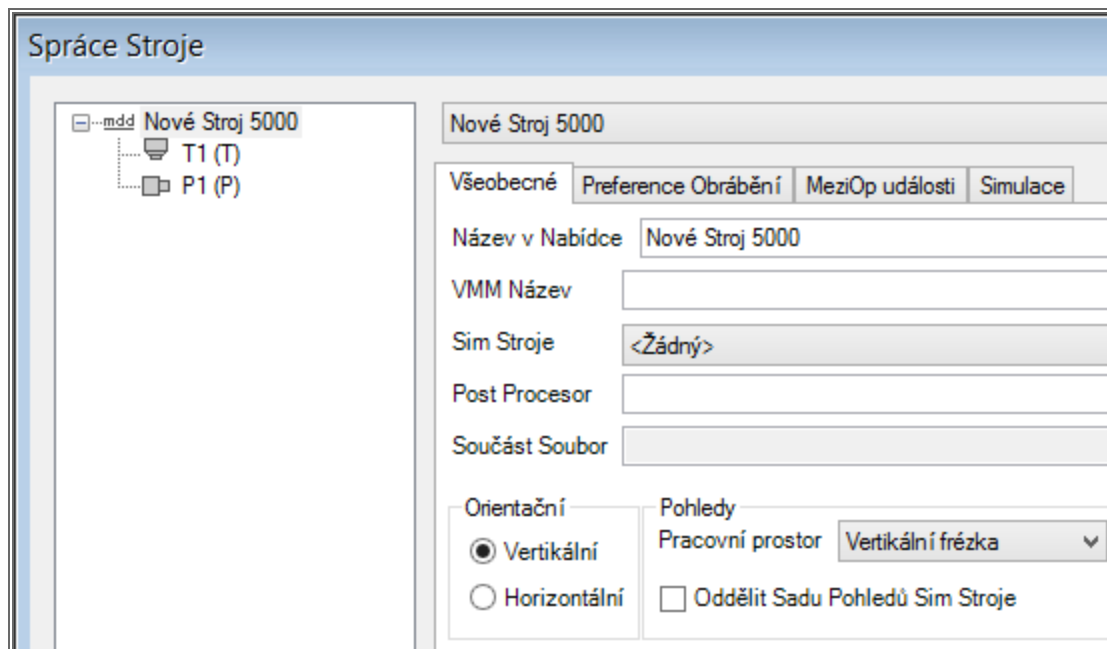 Spráce Stroje
mdd Nové Stroj 5000
T1 (T)
P1 (P)
Nové Stroj 5000
Všeobecné Preference Obrábění MeziOp události Simulace
Název v Nabídce Nové Stroj 5000
VMM Název
Sim Stroje <Žádný>
Post Procesor
Součást Soubor
Orientační
Vertikální
Horizontální
Pohledy
Pracovní prostor Vertikální frézka
Oddělit Sadu Pohledů Sim Stroje